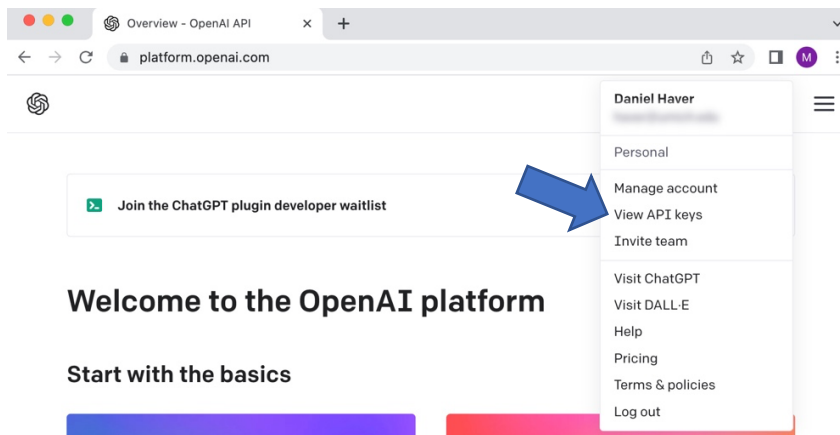 Overview - OpenAI API
platform.openai.com
M
Daniel Haver
Personal
Manage account
View API keys
Invite team
Visit ChatGPT
Visit DALL·E
Help
Pricing
Terms & policies
Log out
Join the ChatGPT plugin developer waitlist
Welcome to the OpenAI platform
Start with the basics